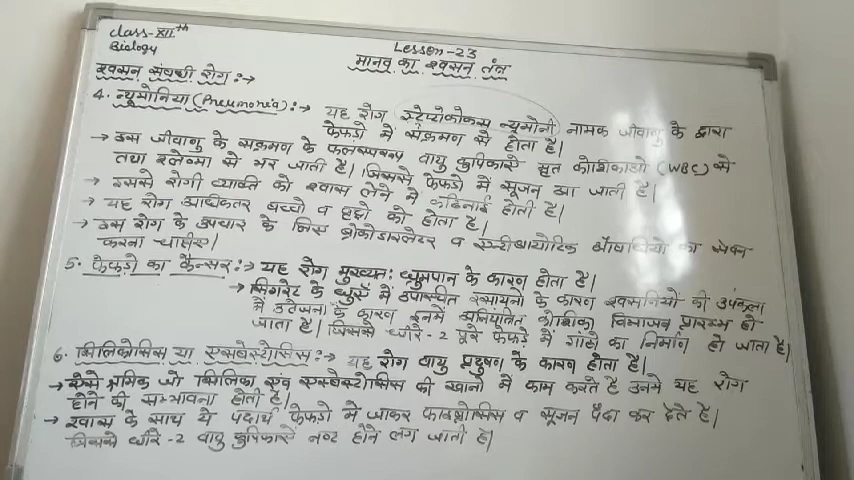 Class-XIIth
Biology
Lesson-23
मानव का श्वसन तंत्र
श्वसन संबंधी रोग :→
4. न्यूमोनिया (Pneumonia) :→ यह रोग स्ट्रेप्टोकोकस न्यूमोनी नामक जीवाणु के द्वारा
फेफड़ो में संक्रमण से होता है।
→ इस जीवाणु के संक्रमण के फलस्वरूप वायु कुपिकाऐ मृत कोशिकाओ (WBC) से
तथा श्लेष्मा से भर जाती है। जिससे फेफड़ो में सूजन आ जाती है।
→ इससे रोगी व्यक्ति को श्वास लेने में कठिनाई होती है।
→ यह रोग अधिकतर बच्चो व वृद्धो को होता है।
→ इस रोग के उपचार के लिए ब्रोकोडाइलेटर व एन्टीबायोटिक औषधियो का सेवन
करना चाहिए।
5. फेफड़ो का कैन्सर :→ यह रोग मुख्यतः धुम्रपान के कारण होता है।
→ सिगरेट के धुएँ में उपस्थित रसायनो के कारण श्वसनियो की उपकला
में उत्तेजना के कारण इनमें अनियंत्रित कोशिका विभाजन प्रारम्भ हो
जाता है। जिससे धीरे-2 पूरे फेफड़ो में गांठो का निर्माण हो जाता है।
6. सिलिकोसिस या एस्बेस्टोसिस :→ यह रोग वायु प्रदुषण के कारण होता है।
→ ऐसे श्रमिक जो सिलिका एंव एस्बेस्टोसिस की खानो में काम करते है उनमे यह रोग
होने की सम्भावना होती है।
→ श्वास के साथ ये पदार्थ फेफड़ो में जाकर फाइब्रोसिस व सूजन पैदा कर देते है।
जिससे धीरे-2 वायु कुपिकाऐं नष्ट होने लग जाती है।